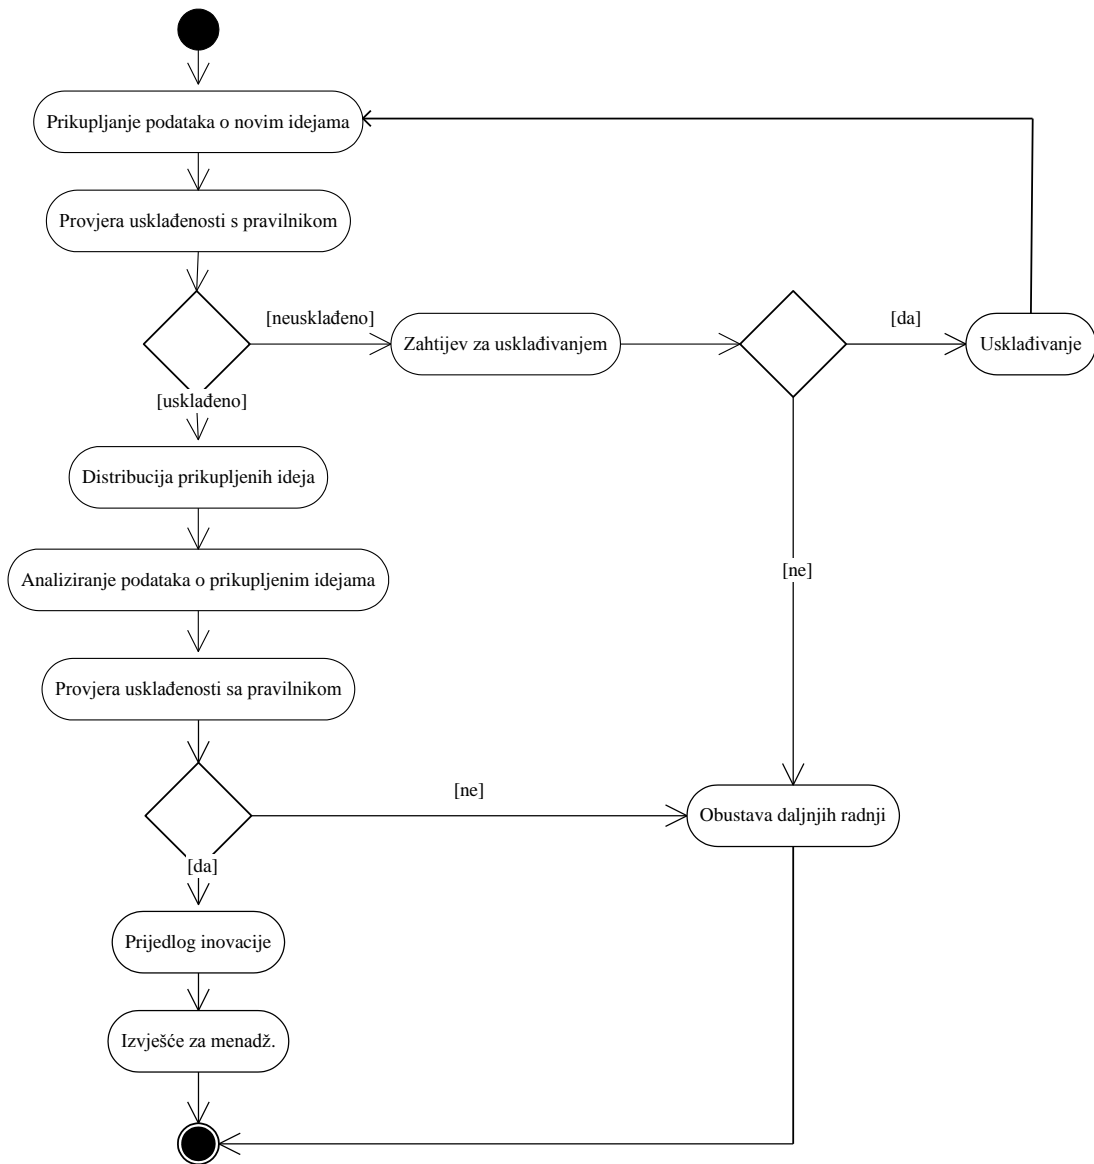 Prikupljanje podataka o novim idejama
Provjera usklađenosti s pravilnikom
[neusklađeno]
Zahtijev za usklađivanjem
[da]
Usklađivanje
[usklađeno]
Distribucija prikupljenih ideja
Analiziranje podataka o prikupljenim idejama
[ne]
Provjera usklađenosti sa pravilnikom
[ne]
Obustava daljnjih radnji
[da]
Prijedlog inovacije
Izvješće za menadž.